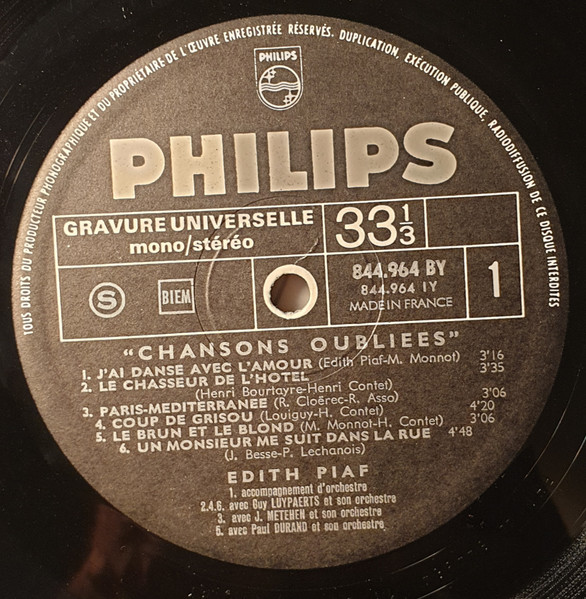 TOUS DROITS DU PRODUCTEUR PHONOGRAPHIQUE ET DU PROPRIÉTAIRE DE L'ŒUVRE ENREGISTRÉE RÉSERVÉS. DUPLICATION, EXÉCUTION PUBLIQUE, RADIODIFFUSION DE CE DISQUE INTERDITES
PHILIPS
PHILIPS
GRAVURE UNIVERSELLE
mono/stéréo
33 1/3
S
BIEM
844.964 BY
844.964 IY
MADE IN FRANCE
1
"CHANSONS OUBLIEES"
1. J'AI DANSE AVEC L'AMOUR (Edith Piaf-M. Monnot) 3'16
2. LE CHASSEUR DE L'HOTEL 3'35
(Henri Bourtayre-Henri Contet)
3. PARIS-MEDITERRANEE (R. Cloërec-R. Asso) 3'06
4. COUP DE GRISOU (Louiguy-H. Contet) 4'20
5. LE BRUN ET LE BLOND (M. Monnot-H. Contet) 3'06
6. UN MONSIEUR ME SUIT DANS LA RUE 4'48
(J. Besse-P. Lechanois)
EDITH PIAF
1. accompagnement d'orchestre
2.4.6. avec Guy LUYPAERTS et son orchestre
3. avec J. METEHEN et son orchestre
5. avec Paul DURAND et son orchestre